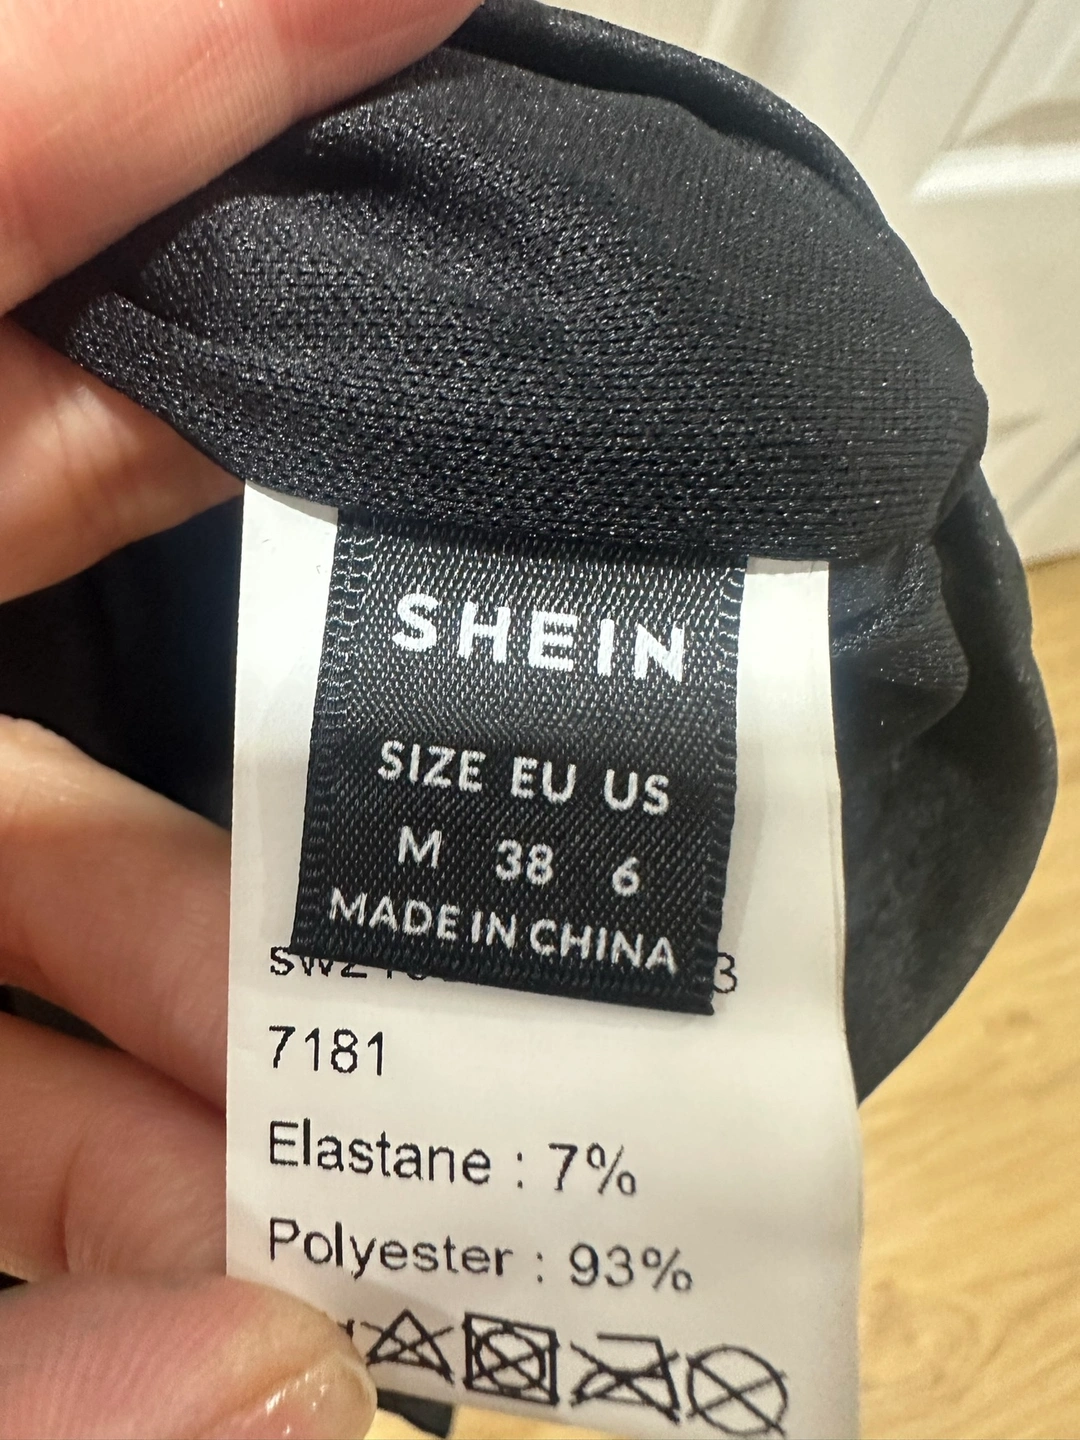 SHEIN
SIZE EU US
M 38 6
MADE IN CHINA
7181
Elastane : 7%
Polyester : 93%